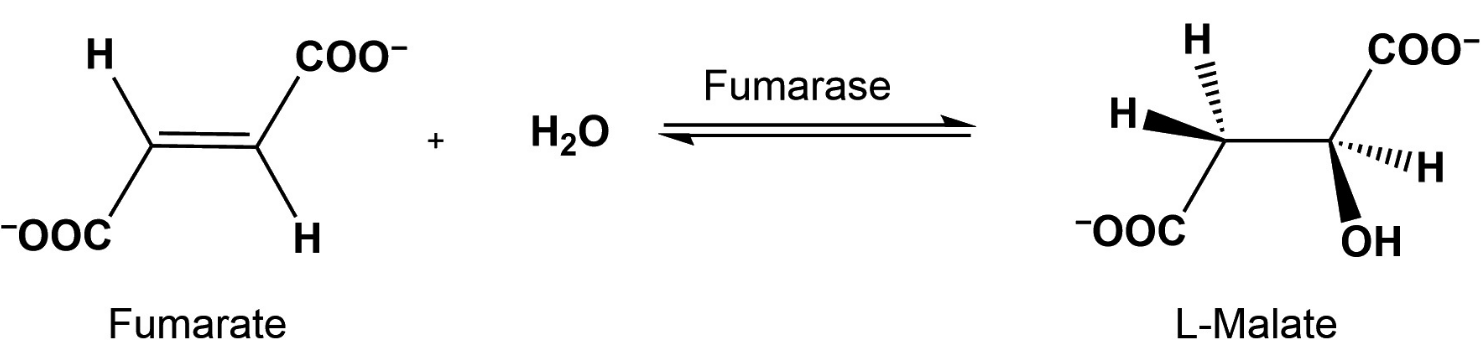 H COO⁻
⁻OOC H
Fumarate
+
H₂O
Fumarase
H COO⁻
H H
⁻OOC OH
L-Malate